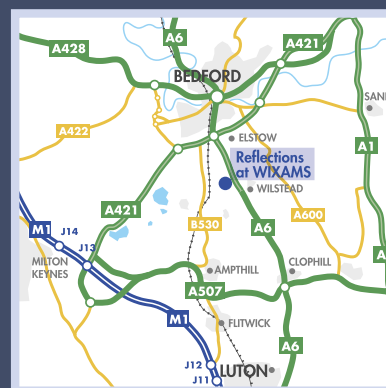 A6
A421
A428
BEDFORD
SAN
A422
ELSTOW
A1
Reflections
at WIXAMS
WILSTEAD
A421
A600
B530
A6
M1
J14
J13
MILTON
KEYNES
AMPTHILL
CLOPHILL
A
A507
M1
FLITWICK
A6
J12
LUTON
J11